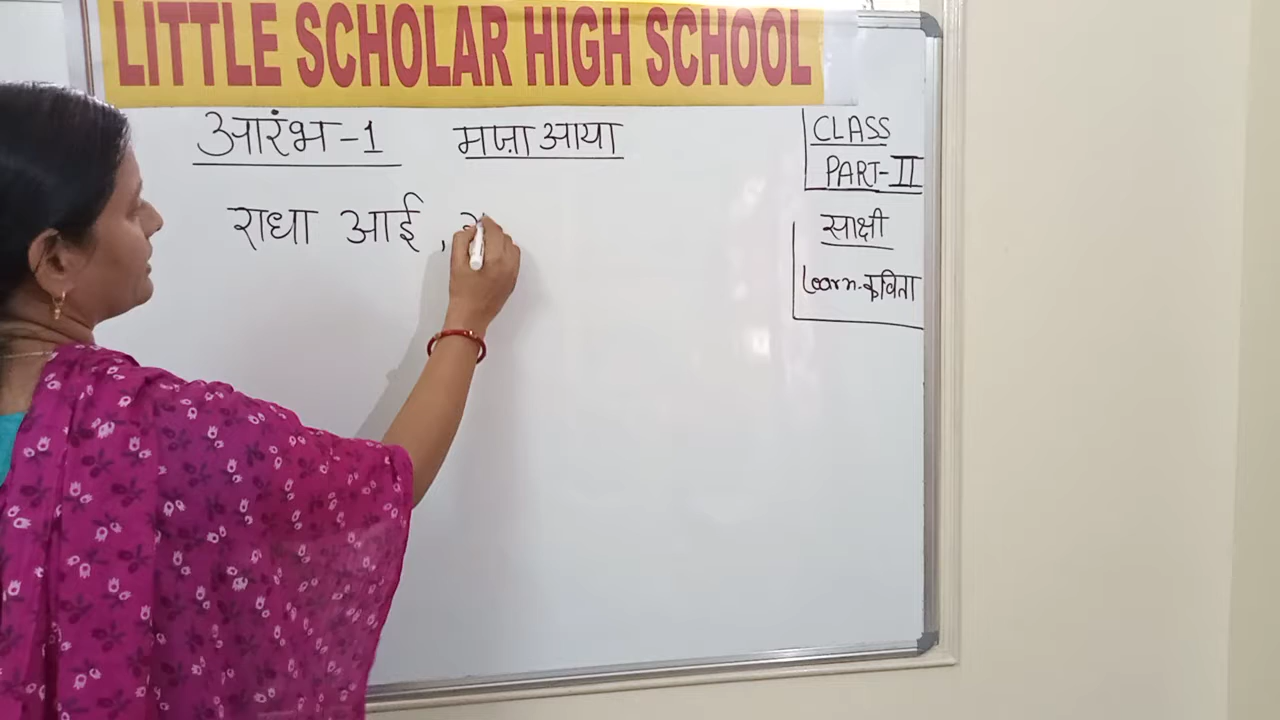 LITTLE SCHOLAR HIGH SCHOOL
आरंभ-1 मज़ा आया
CLASS
PART-II
राधा आई,
साक्षी
Learn-कविता